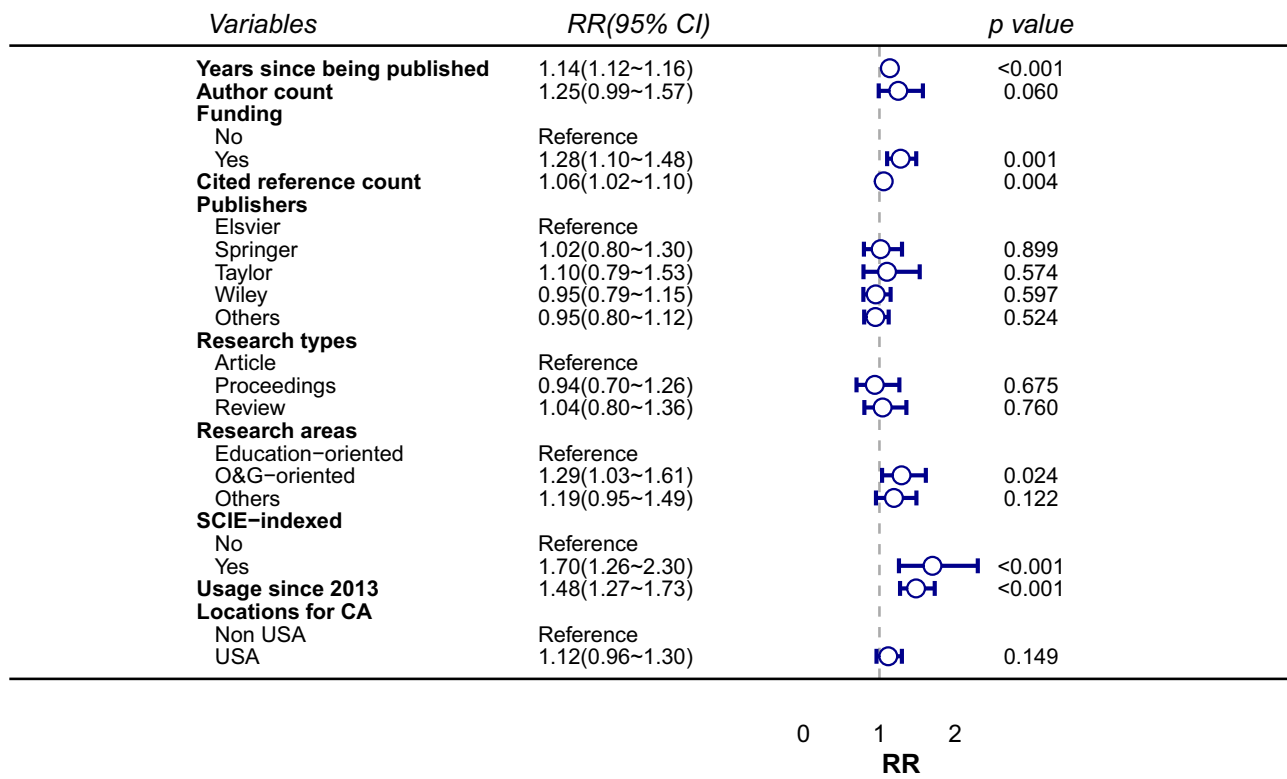 Variables RR(95% CI) p value
Years since being published 1.14(1.12~1.16) <0.001
Author count 1.25(0.99~1.57) 0.060
Funding
No Reference
Yes 1.28(1.10~1.48) 0.001
Cited reference count 1.06(1.02~1.10) 0.004
Publishers
Elsvier Reference
Springer 1.02(0.80~1.30) 0.899
Taylor 1.10(0.79~1.53) 0.574
Wiley 0.95(0.79~1.15) 0.597
Others 0.95(0.80~1.12) 0.524
Research types
Article Reference
Proceedings 0.94(0.70~1.26) 0.675
Review 1.04(0.80~1.36) 0.760
Research areas
Education−oriented Reference
O&G−oriented 1.29(1.03~1.61) 0.024
Others 1.19(0.95~1.49) 0.122
SCIE−indexed
No Reference
Yes 1.70(1.26~2.30) <0.001
Usage since 2013 1.48(1.27~1.73) <0.001
Locations for CA
Non USA Reference
USA 1.12(0.96~1.30) 0.149
0 1 2
RR